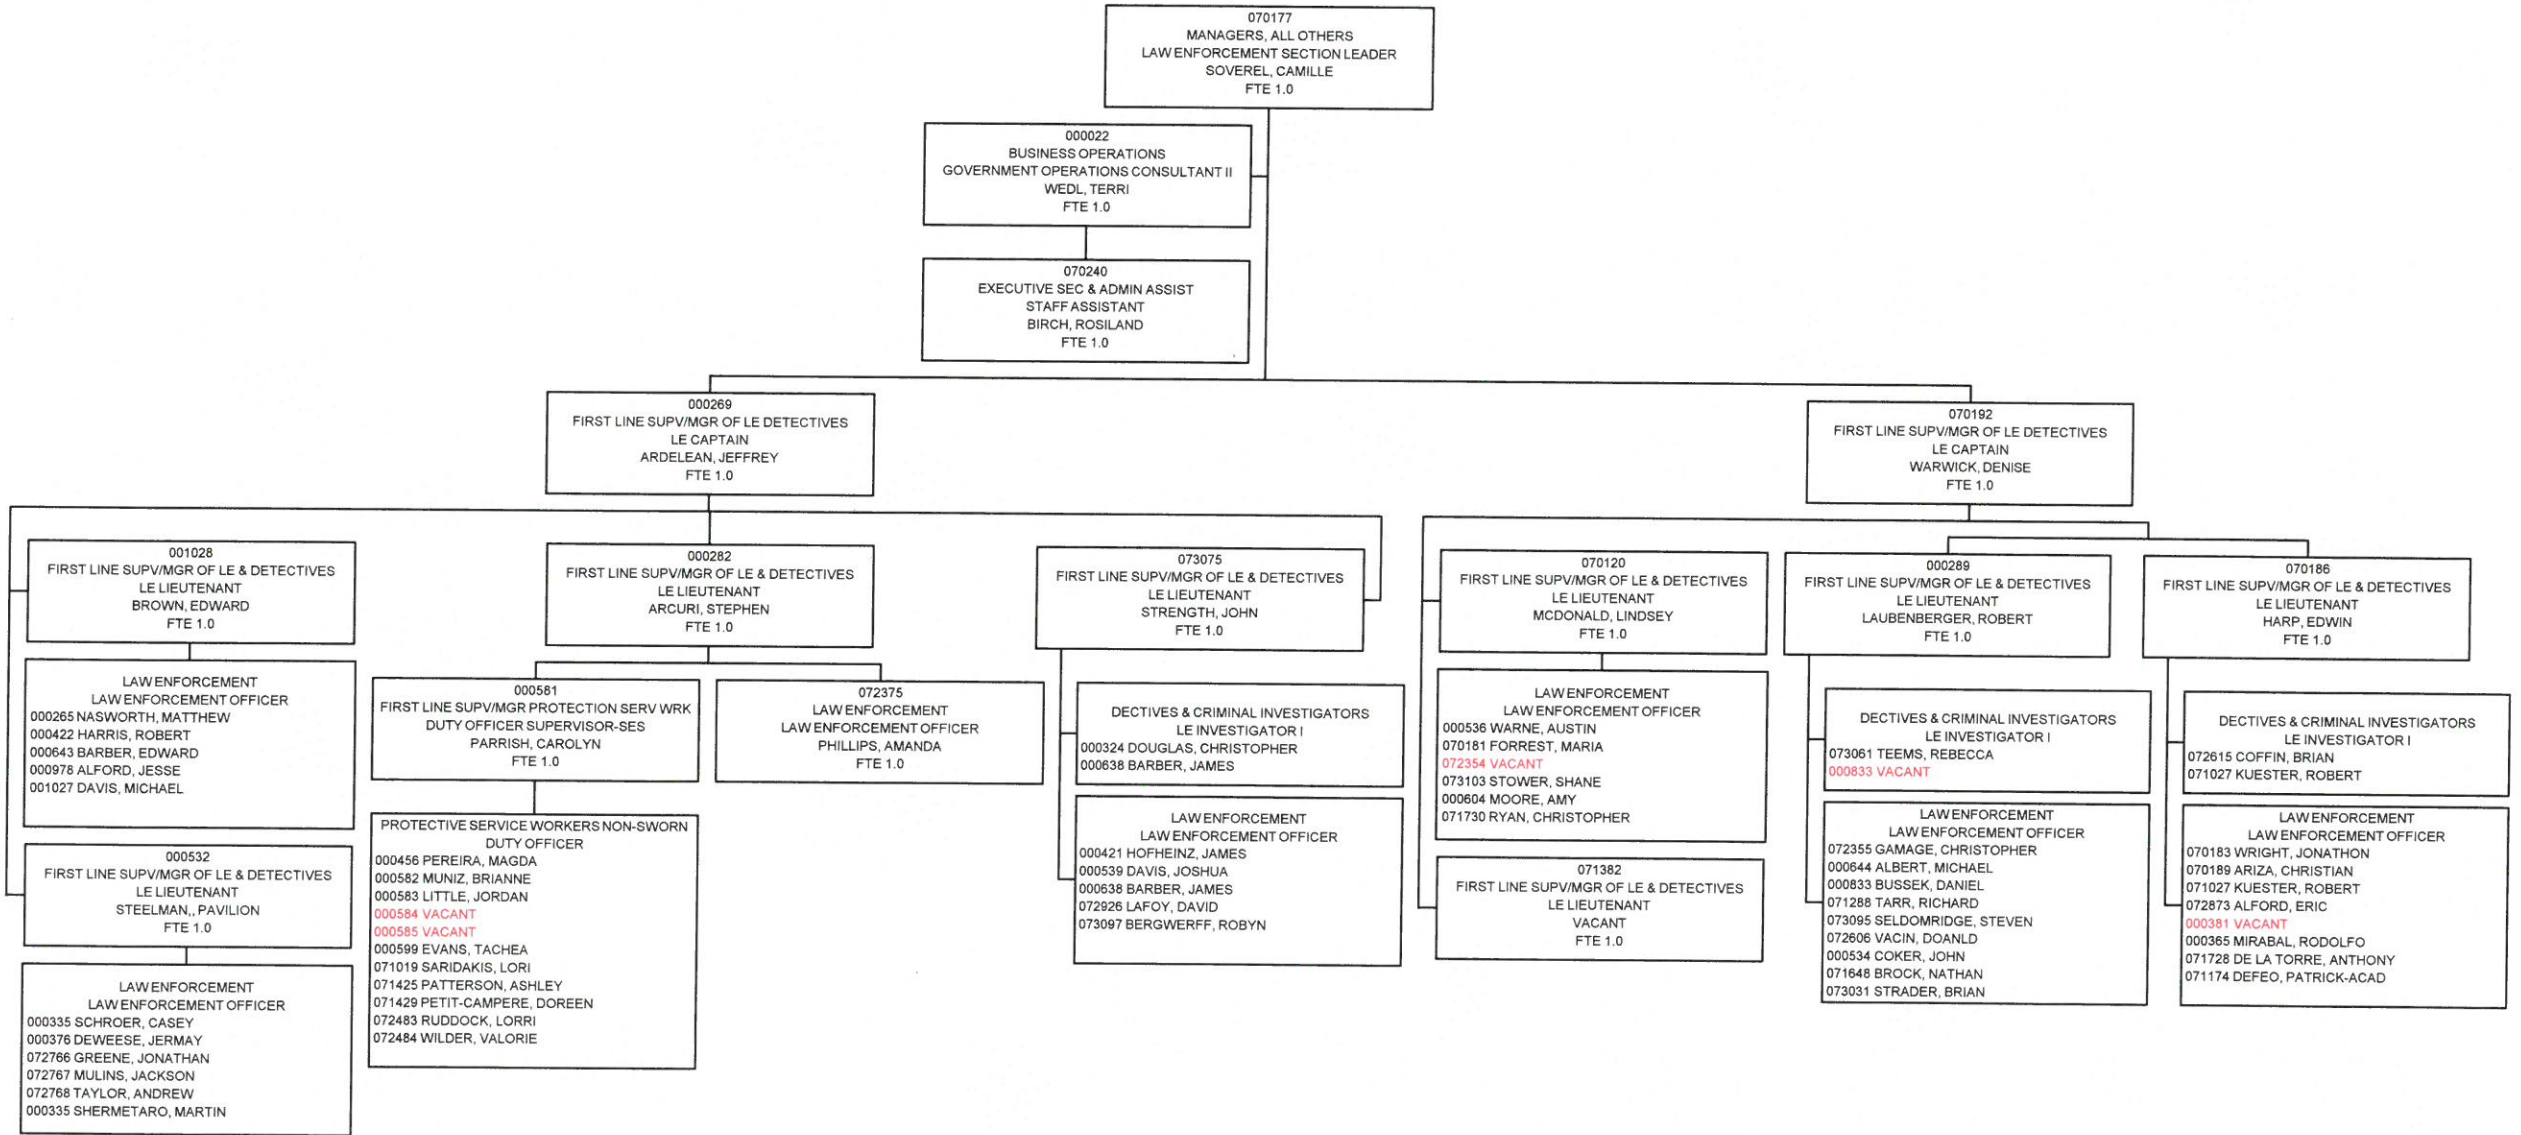 070177
MANAGERS, ALL OTHERS
LAW ENFORCEMENT SECTION LEADER
SOVEREL, CAMILLE
FTE 1.0
000022
BUSINESS OPERATIONS
GOVERNMENT OPERATIONS CONSULTANT II
WEDL, TERRI
FTE 1.0
070240
EXECUTIVE SEC & ADMIN ASSIST
STAFF ASSISTANT
BIRCH, ROSILAND
FTE 1.0
000269
FIRST LINE SUPV/MGR OF LE DETECTIVES
LE CAPTAIN
ARDELEAN, JEFFREY
FTE 1.0
070192
FIRST LINE SUPV/MGR OF LE DETECTIVES
LE CAPTAIN
WARWICK, DENISE
FTE 1.0
001028
FIRST LINE SUPV/MGR OF LE & DETECTIVES
LE LIEUTENANT
BROWN, EDWARD
FTE 1.0
LAW ENFORCEMENT
LAW ENFORCEMENT OFFICER
000265 NASWORTH, MATTHEW
000422 HARRIS, ROBERT
000643 BARBER, EDWARD
000978 ALFORD, JESSE
001027 DAVIS, MICHAEL
000532
FIRST LINE SUPV/MGR OF LE & DETECTIVES
LE LIEUTENANT
STEELMAN,, PAVILION
FTE 1.0
LAW ENFORCEMENT
LAW ENFORCEMENT OFFICER
000335 SCHROER, CASEY
000376 DEWEESE, JERMAY
072766 GREENE, JONATHAN
072767 MULINS, JACKSON
072768 TAYLOR, ANDREW
000335 SHERMETARO, MARTIN
000282
FIRST LINE SUPV/MGR OF LE & DETECTIVES
LE LIEUTENANT
ARCURI, STEPHEN
FTE 1.0
000581
FIRST LINE SUPV/MGR PROTECTION SERV WRK
DUTY OFFICER SUPERVISOR-SES
PARRISH, CAROLYN
FTE 1.0
PROTECTIVE SERVICE WORKERS NON-SWORN
DUTY OFFICER
000456 PEREIRA, MAGDA
000582 MUNIZ, BRIANNE
000583 LITTLE, JORDAN
000584 VACANT
000585 VACANT
000599 EVANS, TACHEA
071019 SARIDAKIS, LORI
071425 PATTERSON, ASHLEY
071429 PETIT-CAMPERE, DOREEN
072483 RUDDOCK, LORRI
072484 WILDER, VALORIE
072375
LAW ENFORCEMENT
LAW ENFORCEMENT OFFICER
PHILLIPS, AMANDA
FTE 1.0
073075
FIRST LINE SUPV/MGR OF LE & DETECTIVES
LE LIEUTENANT
STRENGTH, JOHN
FTE 1.0
DECTIVES & CRIMINAL INVESTIGATORS
LE INVESTIGATOR I
000324 DOUGLAS, CHRISTOPHER
000638 BARBER, JAMES
LAW ENFORCEMENT
LAW ENFORCEMENT OFFICER
000421 HOFHEINZ, JAMES
000539 DAVIS, JOSHUA
000638 BARBER, JAMES
072926 LAFOY, DAVID
073097 BERGWERFF, ROBYN
070120
FIRST LINE SUPV/MGR OF LE & DETECTIVES
LE LIEUTENANT
MCDONALD, LINDSEY
FTE 1.0
LAW ENFORCEMENT
LAW ENFORCEMENT OFFICER
000536 WARNE, AUSTIN
070181 FORREST, MARIA
072354 VACANT
073103 STOWER, SHANE
000604 MOORE, AMY
071730 RYAN, CHRISTOPHER
071382
FIRST LINE SUPV/MGR OF LE & DETECTIVES
LE LIEUTENANT
VACANT
FTE 1.0
000289
FIRST LINE SUPV/MGR OF LE & DETECTIVES
LE LIEUTENANT
LAUBENBERGER, ROBERT
FTE 1.0
DECTIVES & CRIMINAL INVESTIGATORS
LE INVESTIGATOR I
073061 TEEMS, REBECCA
000833 VACANT
LAW ENFORCEMENT
LAW ENFORCEMENT OFFICER
072355 GAMAGE, CHRISTOPHER
000644 ALBERT, MICHAEL
000833 BUSSEK, DANIEL
071288 TARR, RICHARD
073095 SELDOMRIDGE, STEVEN
072606 VACIN, DOANLD
000534 COKER, JOHN
071648 BROCK, NATHAN
073031 STRADER, BRIAN
070186
FIRST LINE SUPV/MGR OF LE & DETECTIVES
LE LIEUTENANT
HARP, EDWIN
FTE 1.0
DECTIVES & CRIMINAL INVESTIGATORS
LE INVESTIGATOR I
072615 COFFIN, BRIAN
071027 KUESTER, ROBERT
LAW ENFORCEMENT
LAW ENFORCEMENT OFFICER
070183 WRIGHT, JONATHON
070189 ARIZA, CHRISTIAN
071027 KUESTER, ROBERT
072873 ALFORD, ERIC
000381 VACANT
000365 MIRABAL, RODOLFO
071728 DE LA TORRE, ANTHONY
071174 DEFEO, PATRICK-ACAD